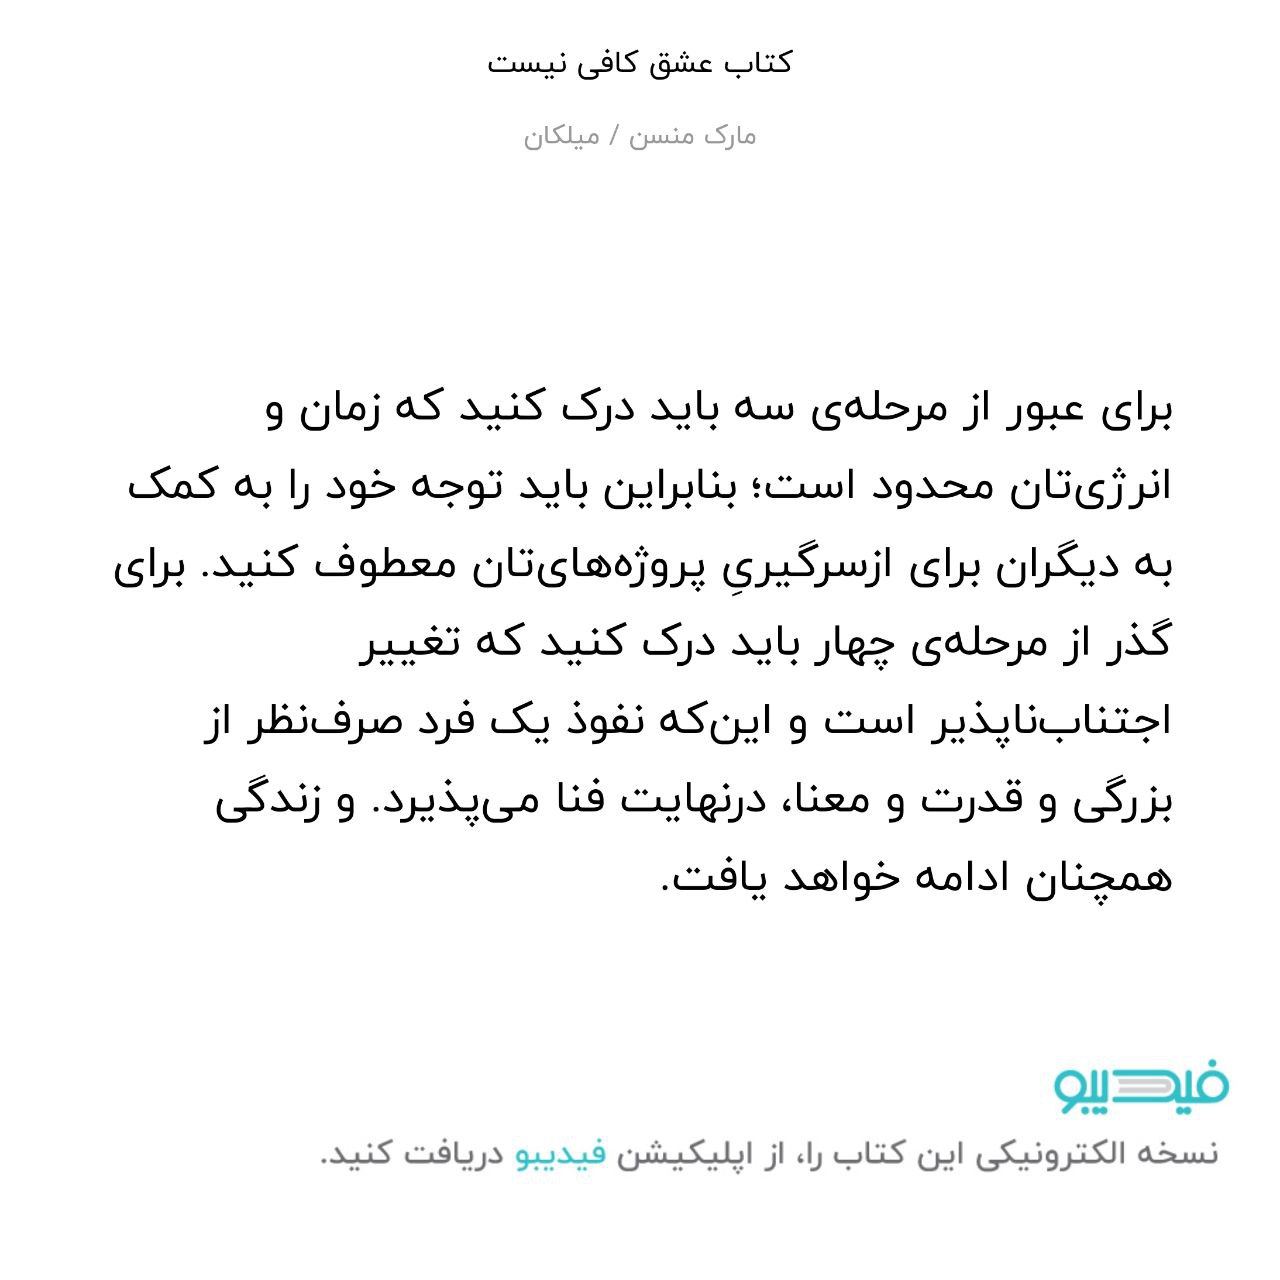 کتاب عشق کافی نیست
مارک منسن / میلکان
برای عبور از مرحله‌ی سه باید درک کنید که زمان و
انرژی‌تان محدود است؛ بنابراین باید توجه خود را به کمک
به دیگران برای ازسرگیریِ پروژه‌های‌تان معطوف کنید. برای
گذر از مرحله‌ی چهار باید درک کنید که تغییر
اجتناب‌ناپذیر است و این‌که نفوذ یک فرد صرف‌نظر از
بزرگی و قدرت و معنا، درنهایت فنا می‌پذیرد. و زندگی
همچنان ادامه خواهد یافت.
فیدیبو
نسخه الکترونیکی این کتاب را، از اپلیکیشن فیدیبو دریافت کنید.